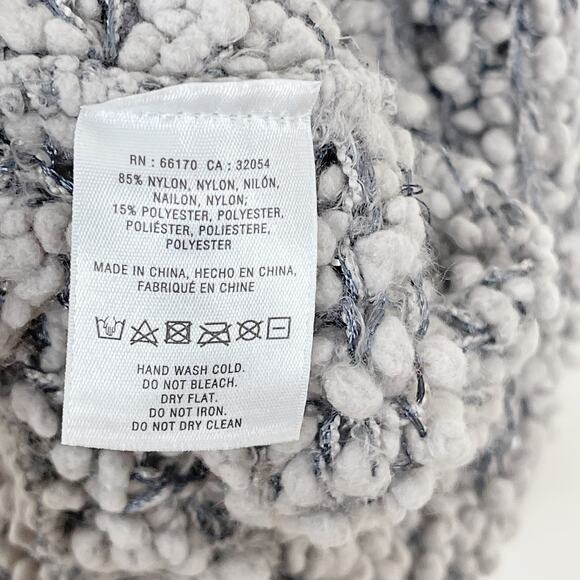 RN : 66170 CA : 32054
85% NYLON, NYLON, NILÓN,
NAILON, NYLON;
15% POLYESTER, POLYESTER,
POLIÉSTER, POLIESTERE,
POLYESTER
MADE IN CHINA, HECHO EN CHINA,
FABRIQUÉ EN CHINE
HAND WASH COLD.
DO NOT BLEACH.
DRY FLAT.
DO NOT IRON.
DO NOT DRY CLEAN